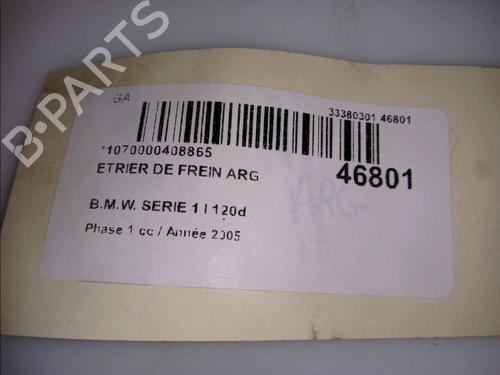 B-PARTS
GA
33380301 46801
*1070000408865
46801
ETRIER DE FREIN ARG
ARG
B.M.W. SERIE 1 I 120d
Phase 1 cc / Année 2005